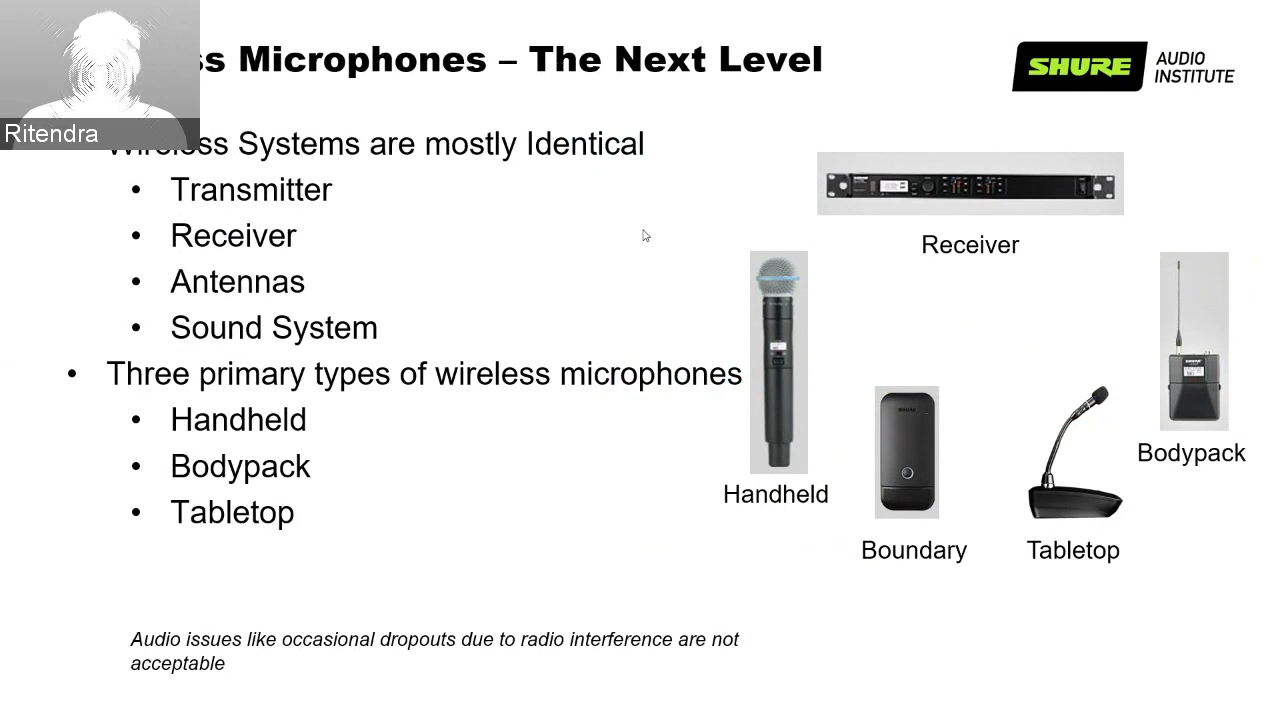 ss Microphones – The Next Level
SHURE AUDIO INSTITUTE
Ritendra
Wireless Systems are mostly Identical
• Transmitter
• Receiver
• Antennas
• Sound System
• Three primary types of wireless microphones
• Handheld
• Bodypack
• Tabletop
Receiver
Handheld
Boundary
Tabletop
Bodypack
Audio issues like occasional dropouts due to radio interference are not
acceptable